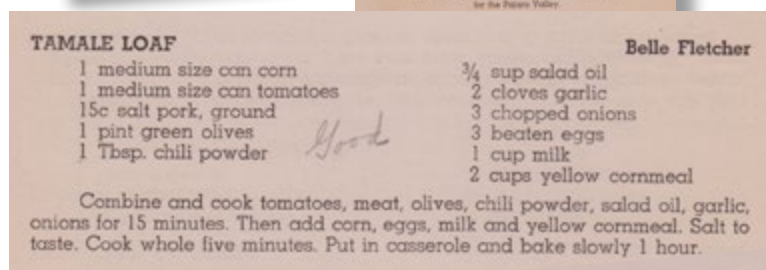 for the Pajaro Valley.
TAMALE LOAF
Belle Fletcher
1 medium size can corn
1 medium size can tomatoes
15c salt pork, ground
1 pint green olives
1 Tbsp. chili powder
Good
¾ sup salad oil
2 cloves garlic
3 chopped onions
3 beaten eggs
1 cup milk
2 cups yellow cornmeal
Combine and cook tomatoes, meat, olives, chili powder, salad oil, garlic,
onions for 15 minutes. Then add corn, eggs, milk and yellow cornmeal. Salt to
taste. Cook whole five minutes. Put in casserole and bake slowly 1 hour.